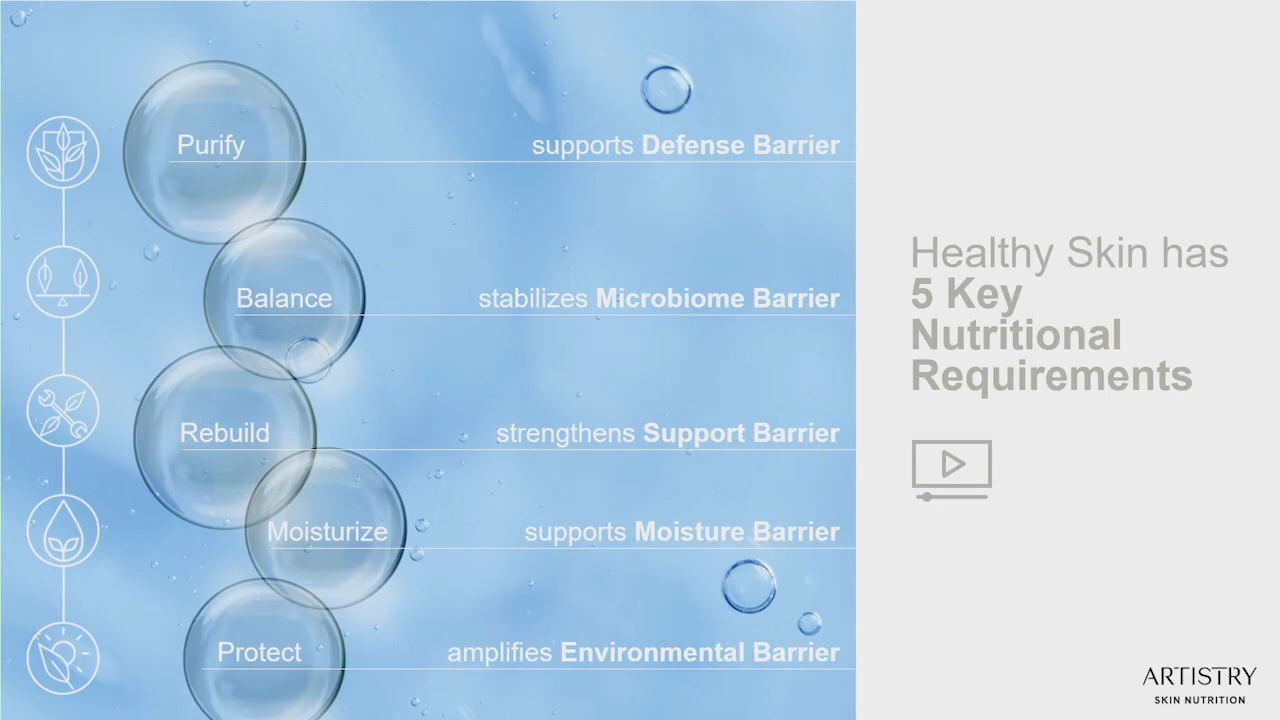 Purify supports Defense Barrier
Balance stabilizes Microbiome Barrier
Rebuild strengthens Support Barrier
Moisturize supports Moisture Barrier
Protect amplifies Environmental Barrier
Healthy Skin has
5 Key
Nutritional
Requirements
ARTISTRY
SKIN NUTRITION